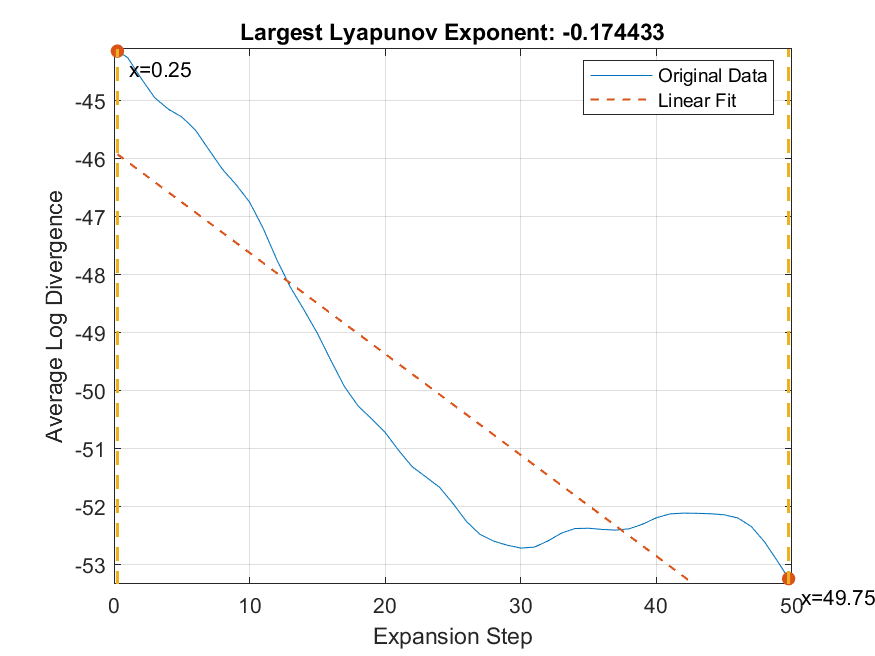 Largest Lyapunov Exponent: -0.174433
x=0.25
Original Data
Linear Fit
-45
-46
-47
-48
-49
-50
-51
-52
-53
Average Log Divergence
0
10
20
30
40
50
x=49.75
Expansion Step